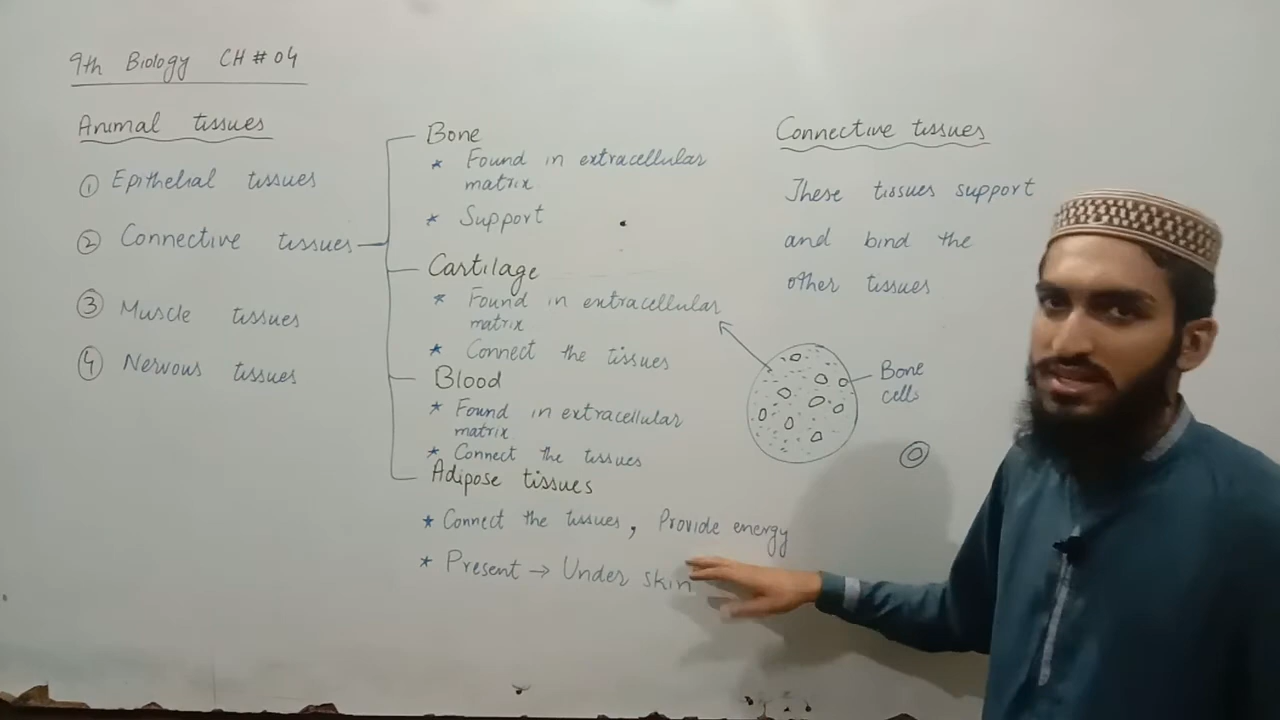 9th Biology CH # 04
Animal tissues
① Epithelial tissues
② Connective tissues
③ Muscle tissues
④ Nervous tissues
Bone
* Found in extracellular
matrix
* Support
Cartilage
* Found in extracellular
matrix
* Connect the tissues
Blood
* Found in extracellular
matrix
* Connect the tissues
Adipose tissues
* Connect the tissues, Provide energy
* Present → Under skin
Connective tissues
These tissues support
and bind the
other tissues
Bone
cells